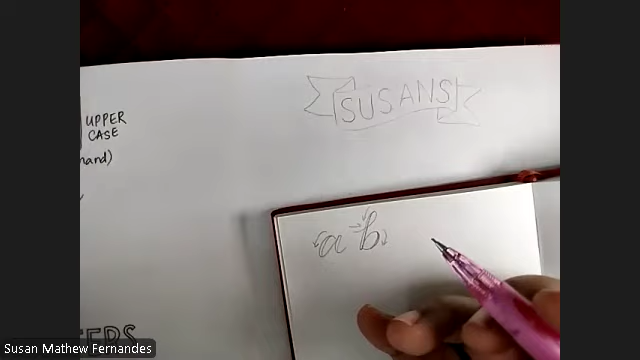 SUSANS
UPPER
CASE
hand)
a b
Susan Mathew Fernandes